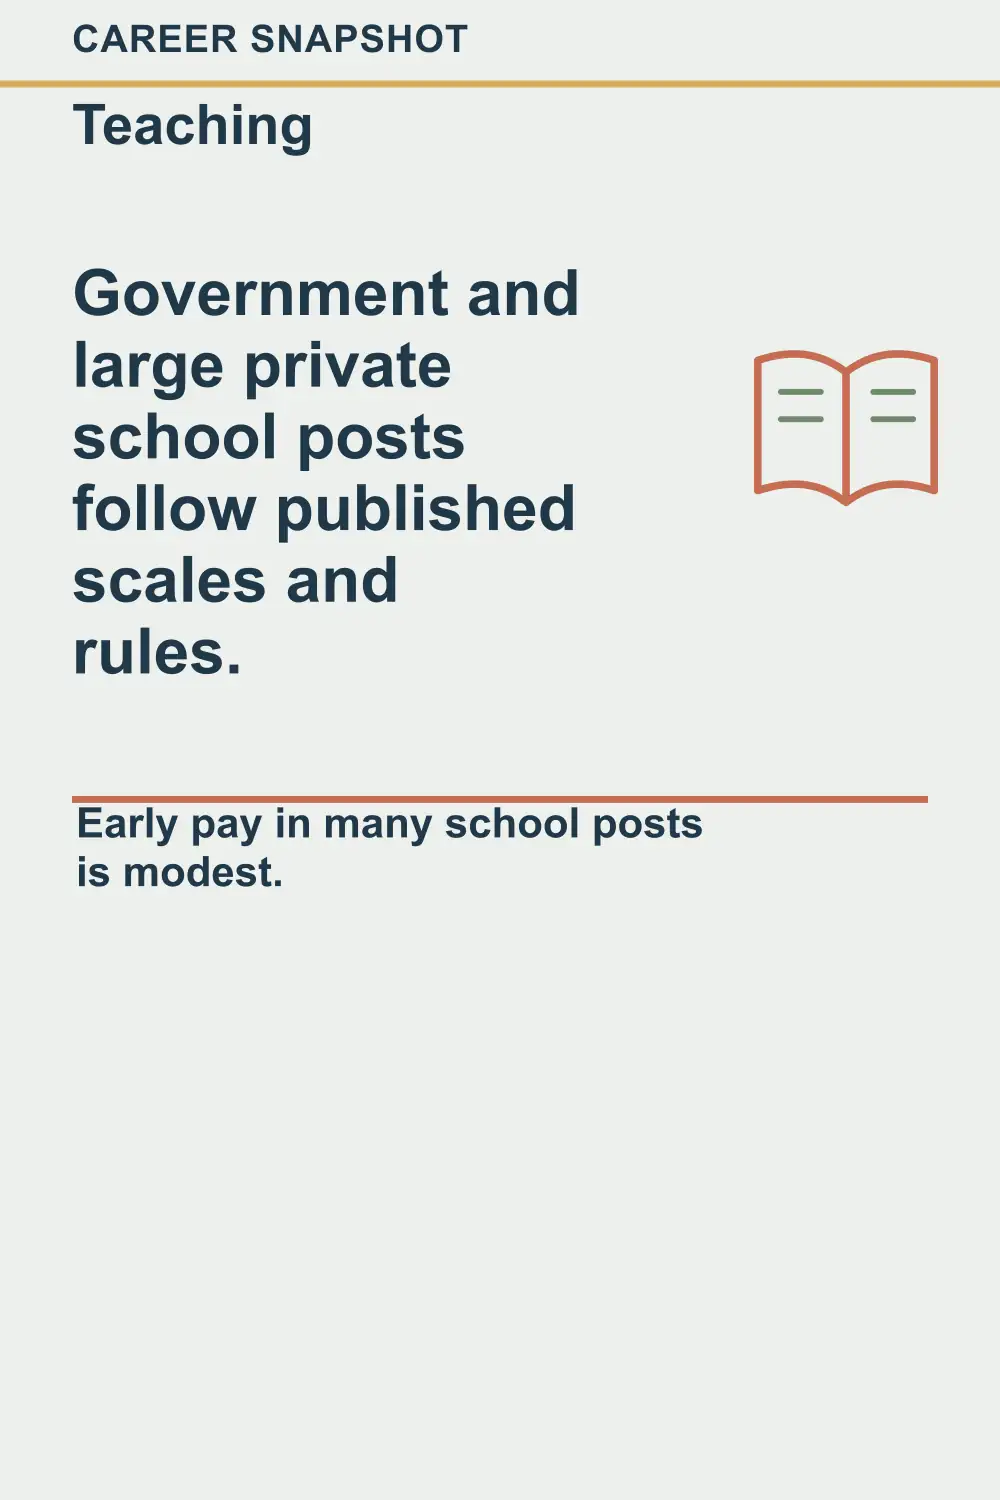 CAREER SNAPSHOT
Teaching
Government and
large private
school posts
follow published
scales and
rules.
Early pay in many school posts
is modest.